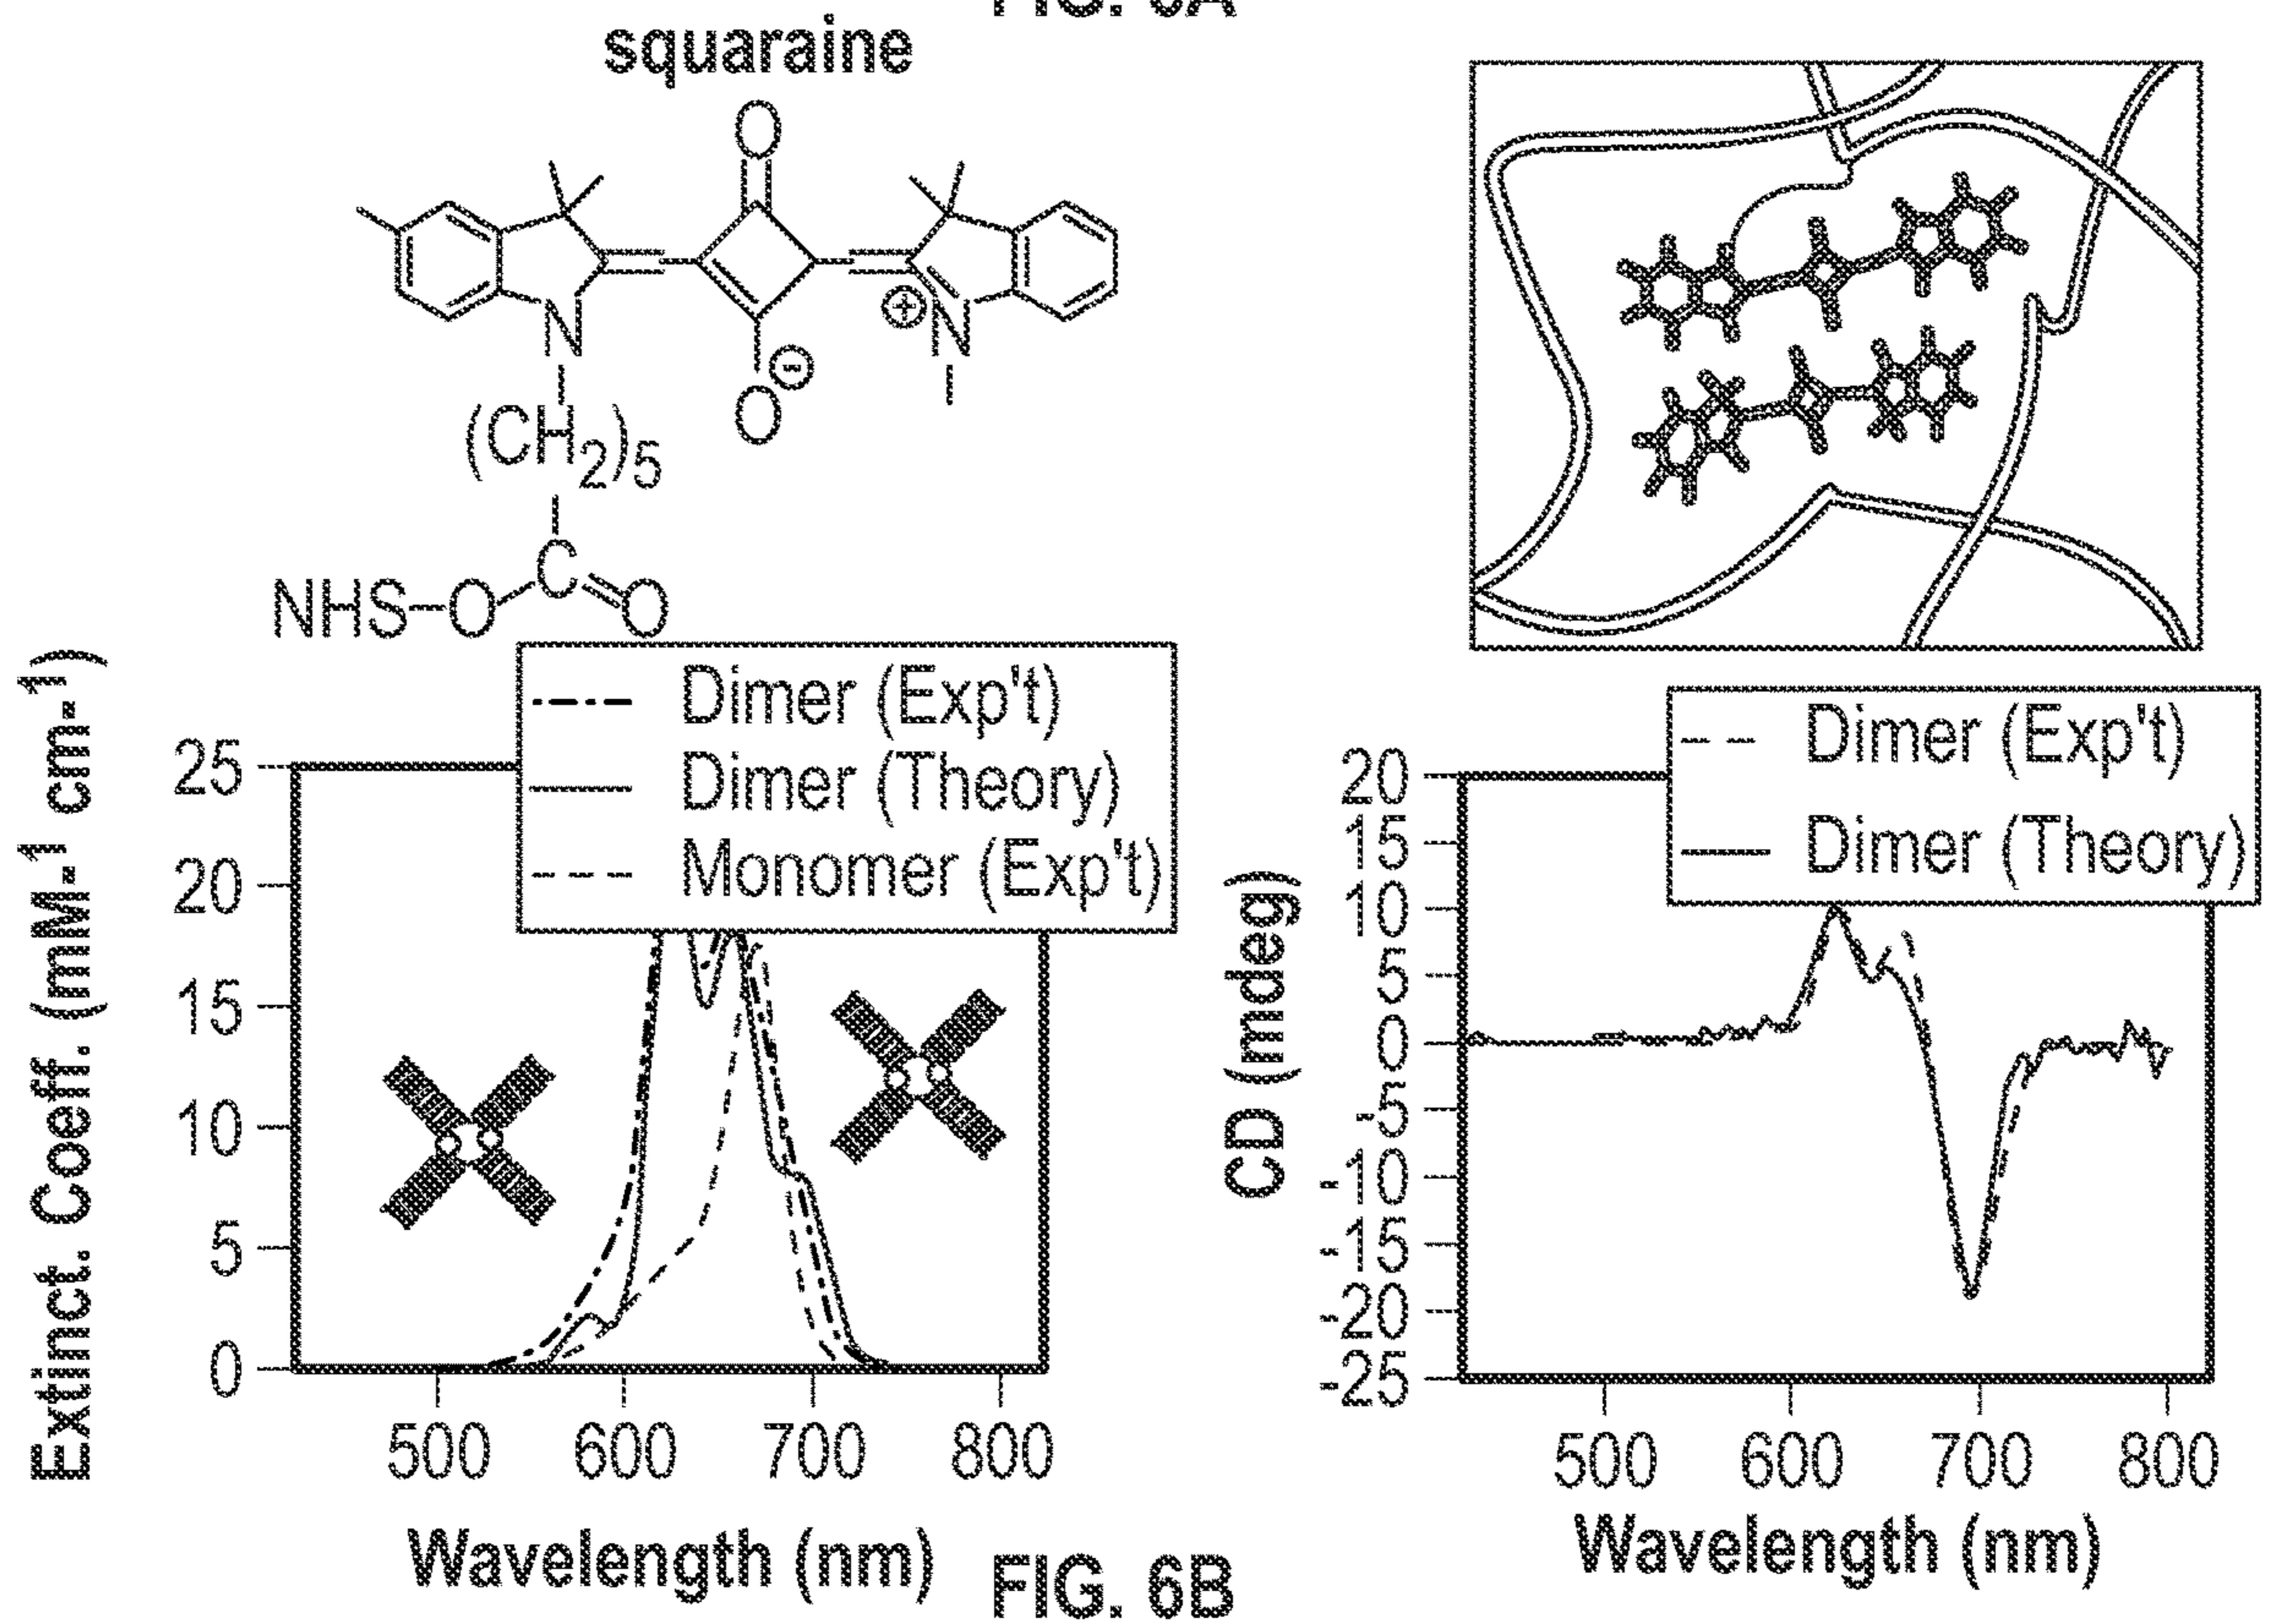 FIG. 6A
squaraine
O
N
⊕
N
⊖
O
(CH2)5
C
NHS-O
O
Dimer (Exp't)
Dimer (Theory)
Monomer (Exp't)
Extinct. Coeff. (mM-1 cm-1)
25
20
15
10
5
0
500 600 700 800
Wavelength (nm)
Dimer (Exp't)
Dimer (Theory)
CD (mdeg)
20
15
10
5
0
-5
-10
-15
-20
-25
500 600 700 800
Wavelength (nm)
FIG. 6B